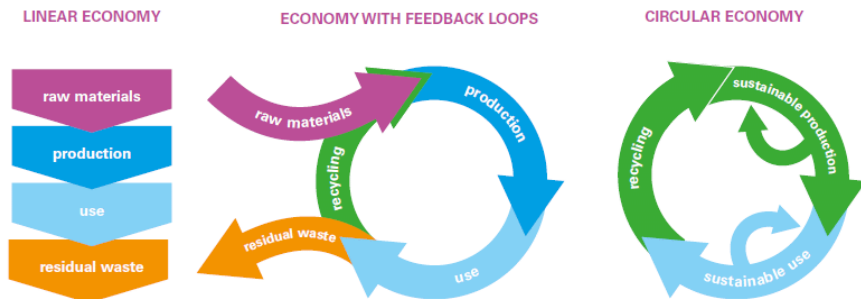 LINEAR ECONOMY
raw materials
production
use
residual waste
ECONOMY WITH FEEDBACK LOOPS
raw materials
production
recycling
residual waste
use
CIRCULAR ECONOMY
sustainable production
recycling
sustainable use